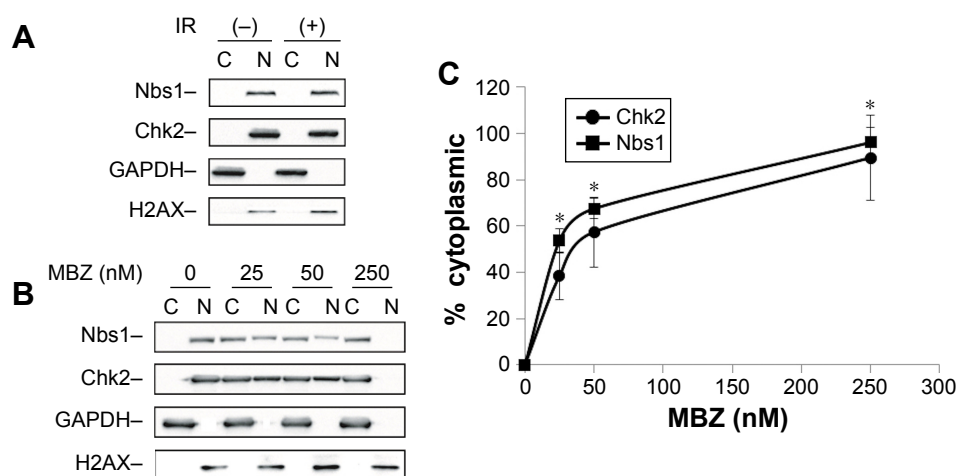 A
IR (–) (+)
C N C N
Nbs1–
Chk2–
GAPDH–
H2AX–
B
MBZ (nM) 0 25 50 250
C N C N C N C N
Nbs1–
Chk2–
GAPDH–
H2AX–
C
% cytoplasmic
120
100
80
60
40
20
0
Chk2
Nbs1
*
*
*
0 50 100 150 200 250 300
MBZ (nM)